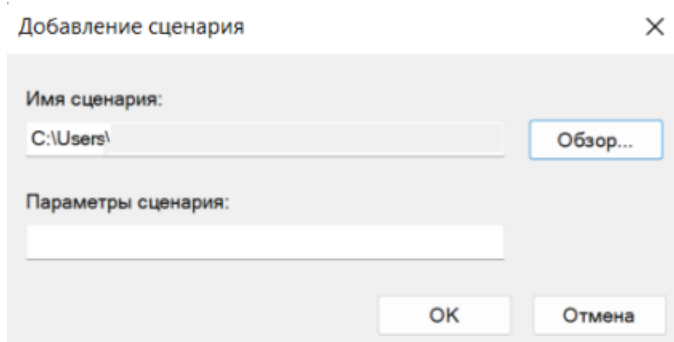 Добавление сценария
Имя сценария:
C:\Users\
Обзор...
Параметры сценария:
OK
Отмена